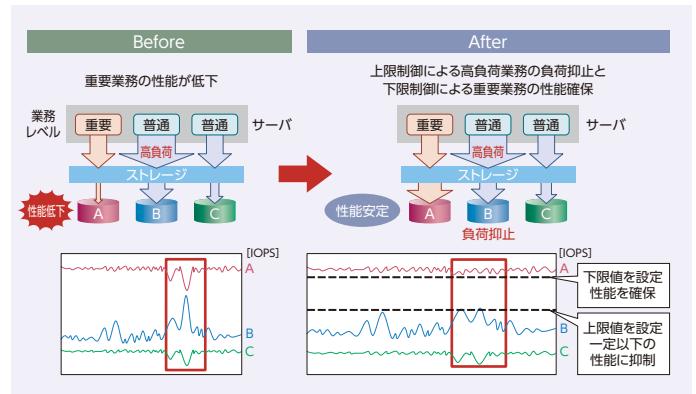 Before
After
重要業務の性能が低下
上限制御による高負荷業務の負荷抑止と
下限制御による重要業務の性能確保
業務
レベル
重要
普通
普通
サーバ
高負荷
ストレージ
性能低下
A
B
C
重要
普通
普通
サーバ
高負荷
ストレージ
性能安定
A
B
C
負荷抑止
[IOPS]
A
B
C
[IOPS]
A
B
C
下限値を設定
性能を確保
上限値を設定
一定以下の
性能に抑制